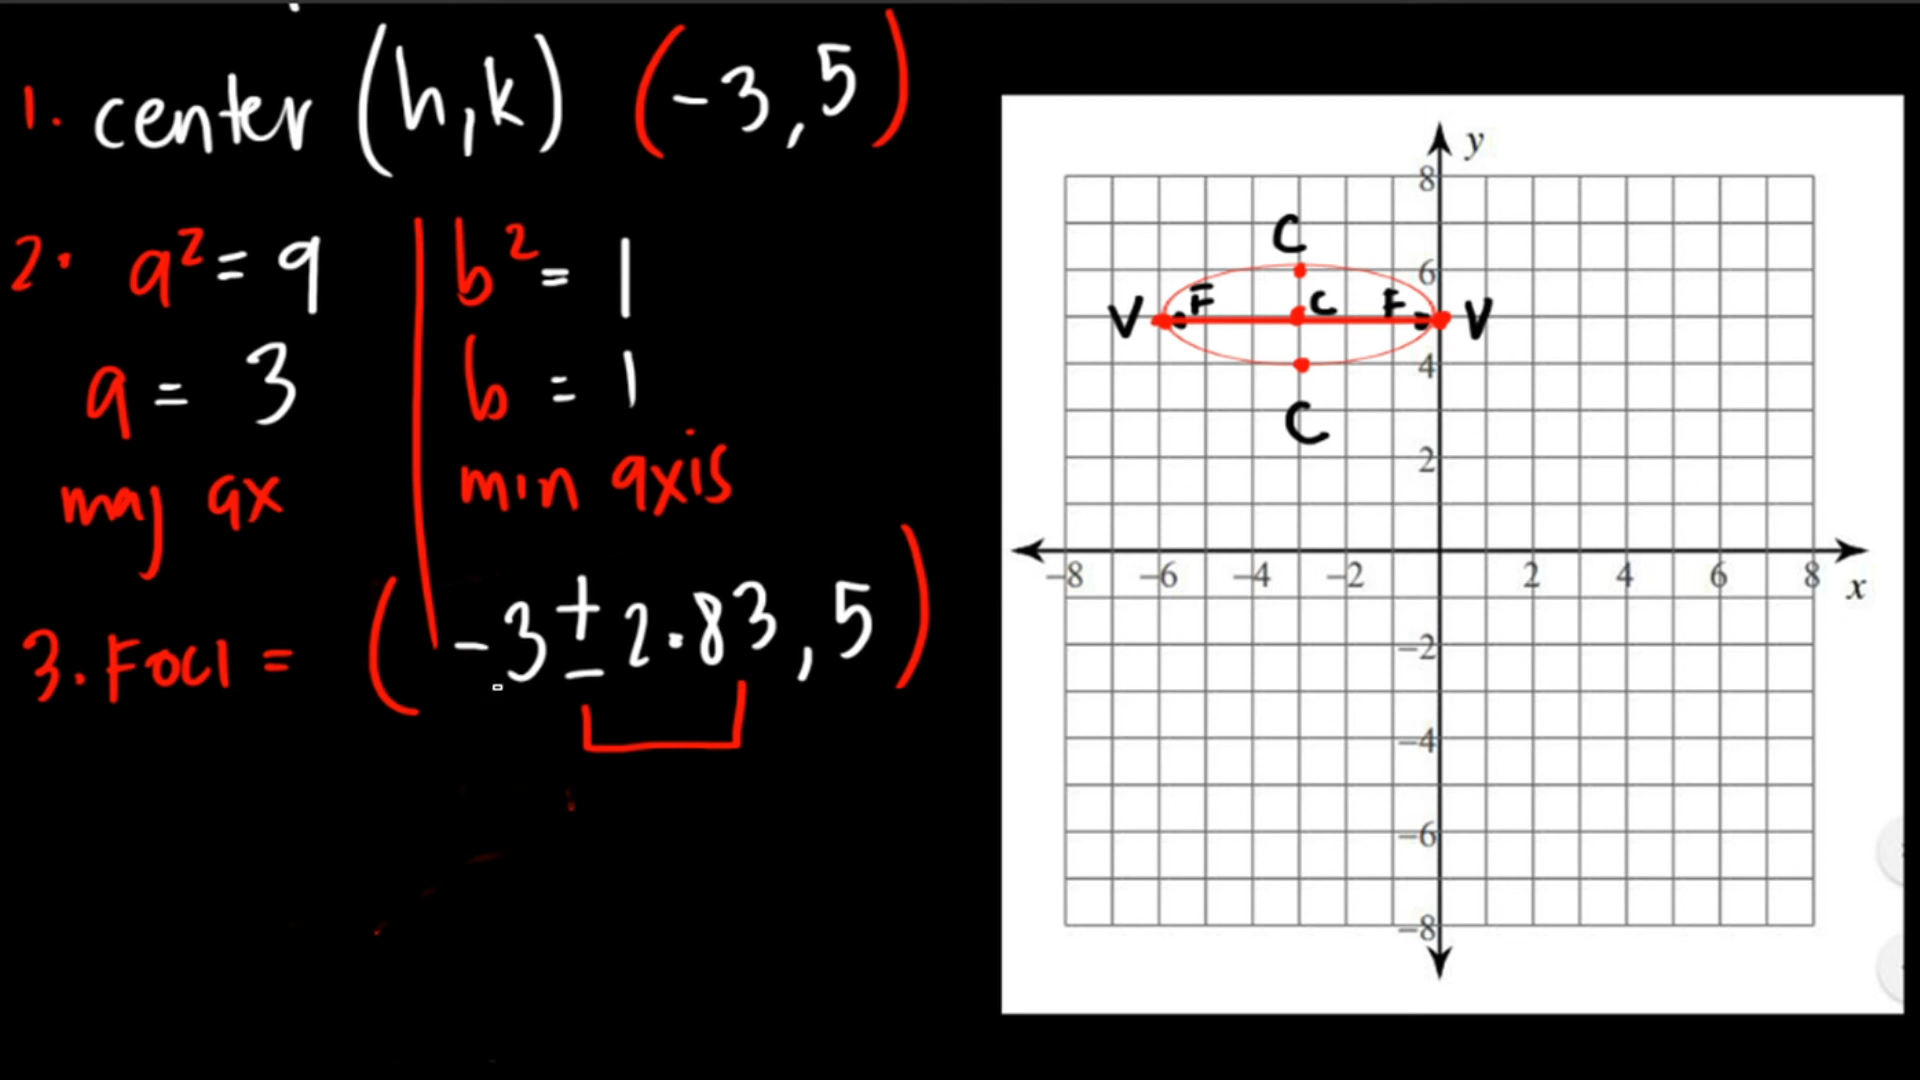 1. center (h,k) (-3,5)
2. a² = 9 b² = 1
a = 3 b = 1
maj ax min axis
3. Foci = (-3 ± 2.83, 5)
y
8
C
6
V F C F V
4
C
2
-8 -6 -4 -2 2 4 6 8 x
-2
-4
-6
-8